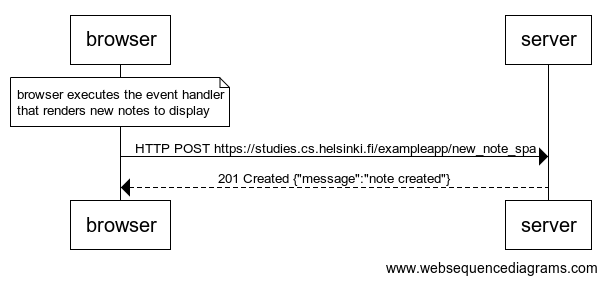 browser
server
browser executes the event handler
that renders new notes to display
HTTP POST https://studies.cs.helsinki.fi/exampleapp/new_note_spa
201 Created {"message":"note created"}
browser
server
www.websequencediagrams.com